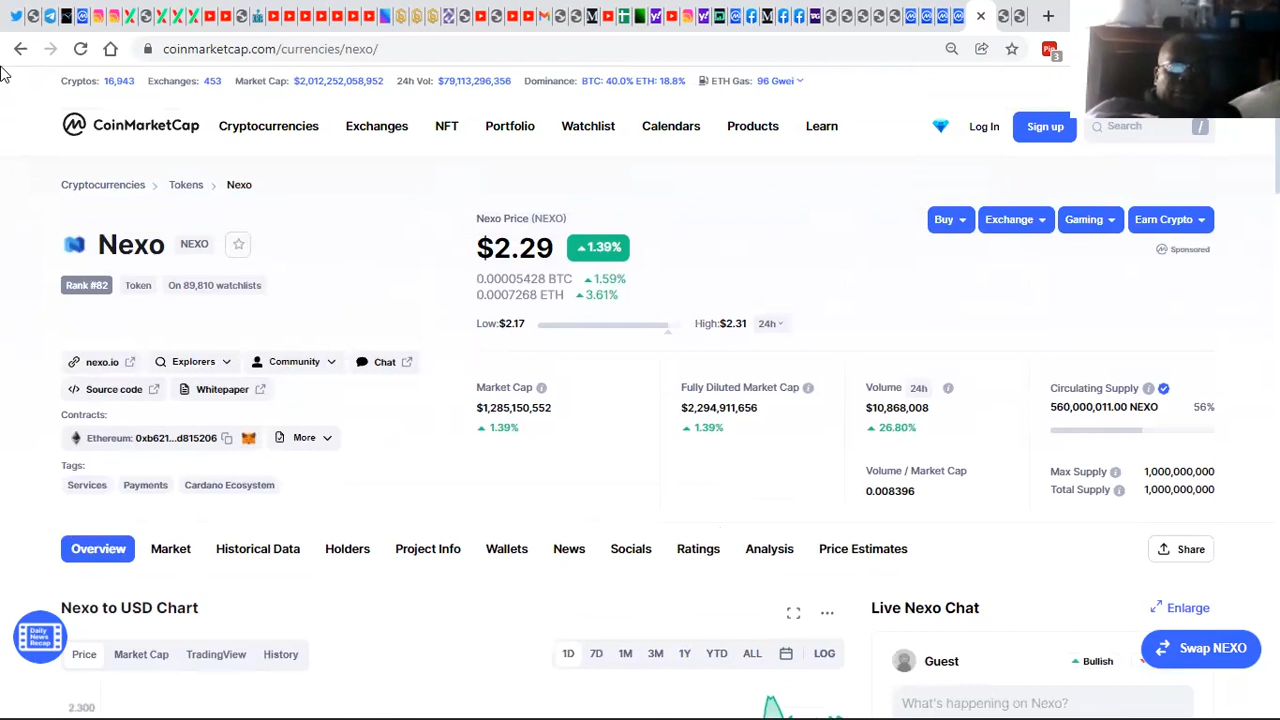 coinmarketcap.com/currencies/nexo/
3
Cryptos: 16,943 Exchanges: 453 Market Cap: $2,012,252,058,952 24h Vol: $79,113,296,356 Dominance: BTC: 40.0% ETH: 18.8% ETH Gas: 96 Gwei
CoinMarketCap Cryptocurrencies Exchanges NFT Portfolio Watchlist Calendars Products Learn Log In Sign up Search /
Cryptocurrencies Tokens Nexo
Nexo NEXO
Rank #82 Token On 89,810 watchlists
Nexo Price (NEXO)
$2.29 1.39%
0.00005428 BTC 1.59%
0.0007268 ETH 3.61%
Low:$2.17 High:$2.31 24h
Buy Exchange Gaming Earn Crypto
Sponsored
nexo.io Explorers Community Chat
Source code Whitepaper
Contracts:
Ethereum: 0xb621...d815206 More
Tags:
Services Payments Cardano Ecosystem
Market Cap
$1,285,150,552
1.39%
Fully Diluted Market Cap
$2,294,911,656
1.39%
Volume 24h
$10,868,008
26.80%
Volume / Market Cap
0.008396
Circulating Supply
560,000,011.00 NEXO 56%
Max Supply 1,000,000,000
Total Supply 1,000,000,000
Overview Market Historical Data Holders Project Info Wallets News Socials Ratings Analysis Price Estimates Share
Nexo to USD Chart
Price Market Cap TradingView History 1D 7D 1M 3M 1Y YTD ALL LOG
2.300
Live Nexo Chat Enlarge
Guest Bullish
What's happening on Nexo?
Swap NEXO
Daily
News
Recap